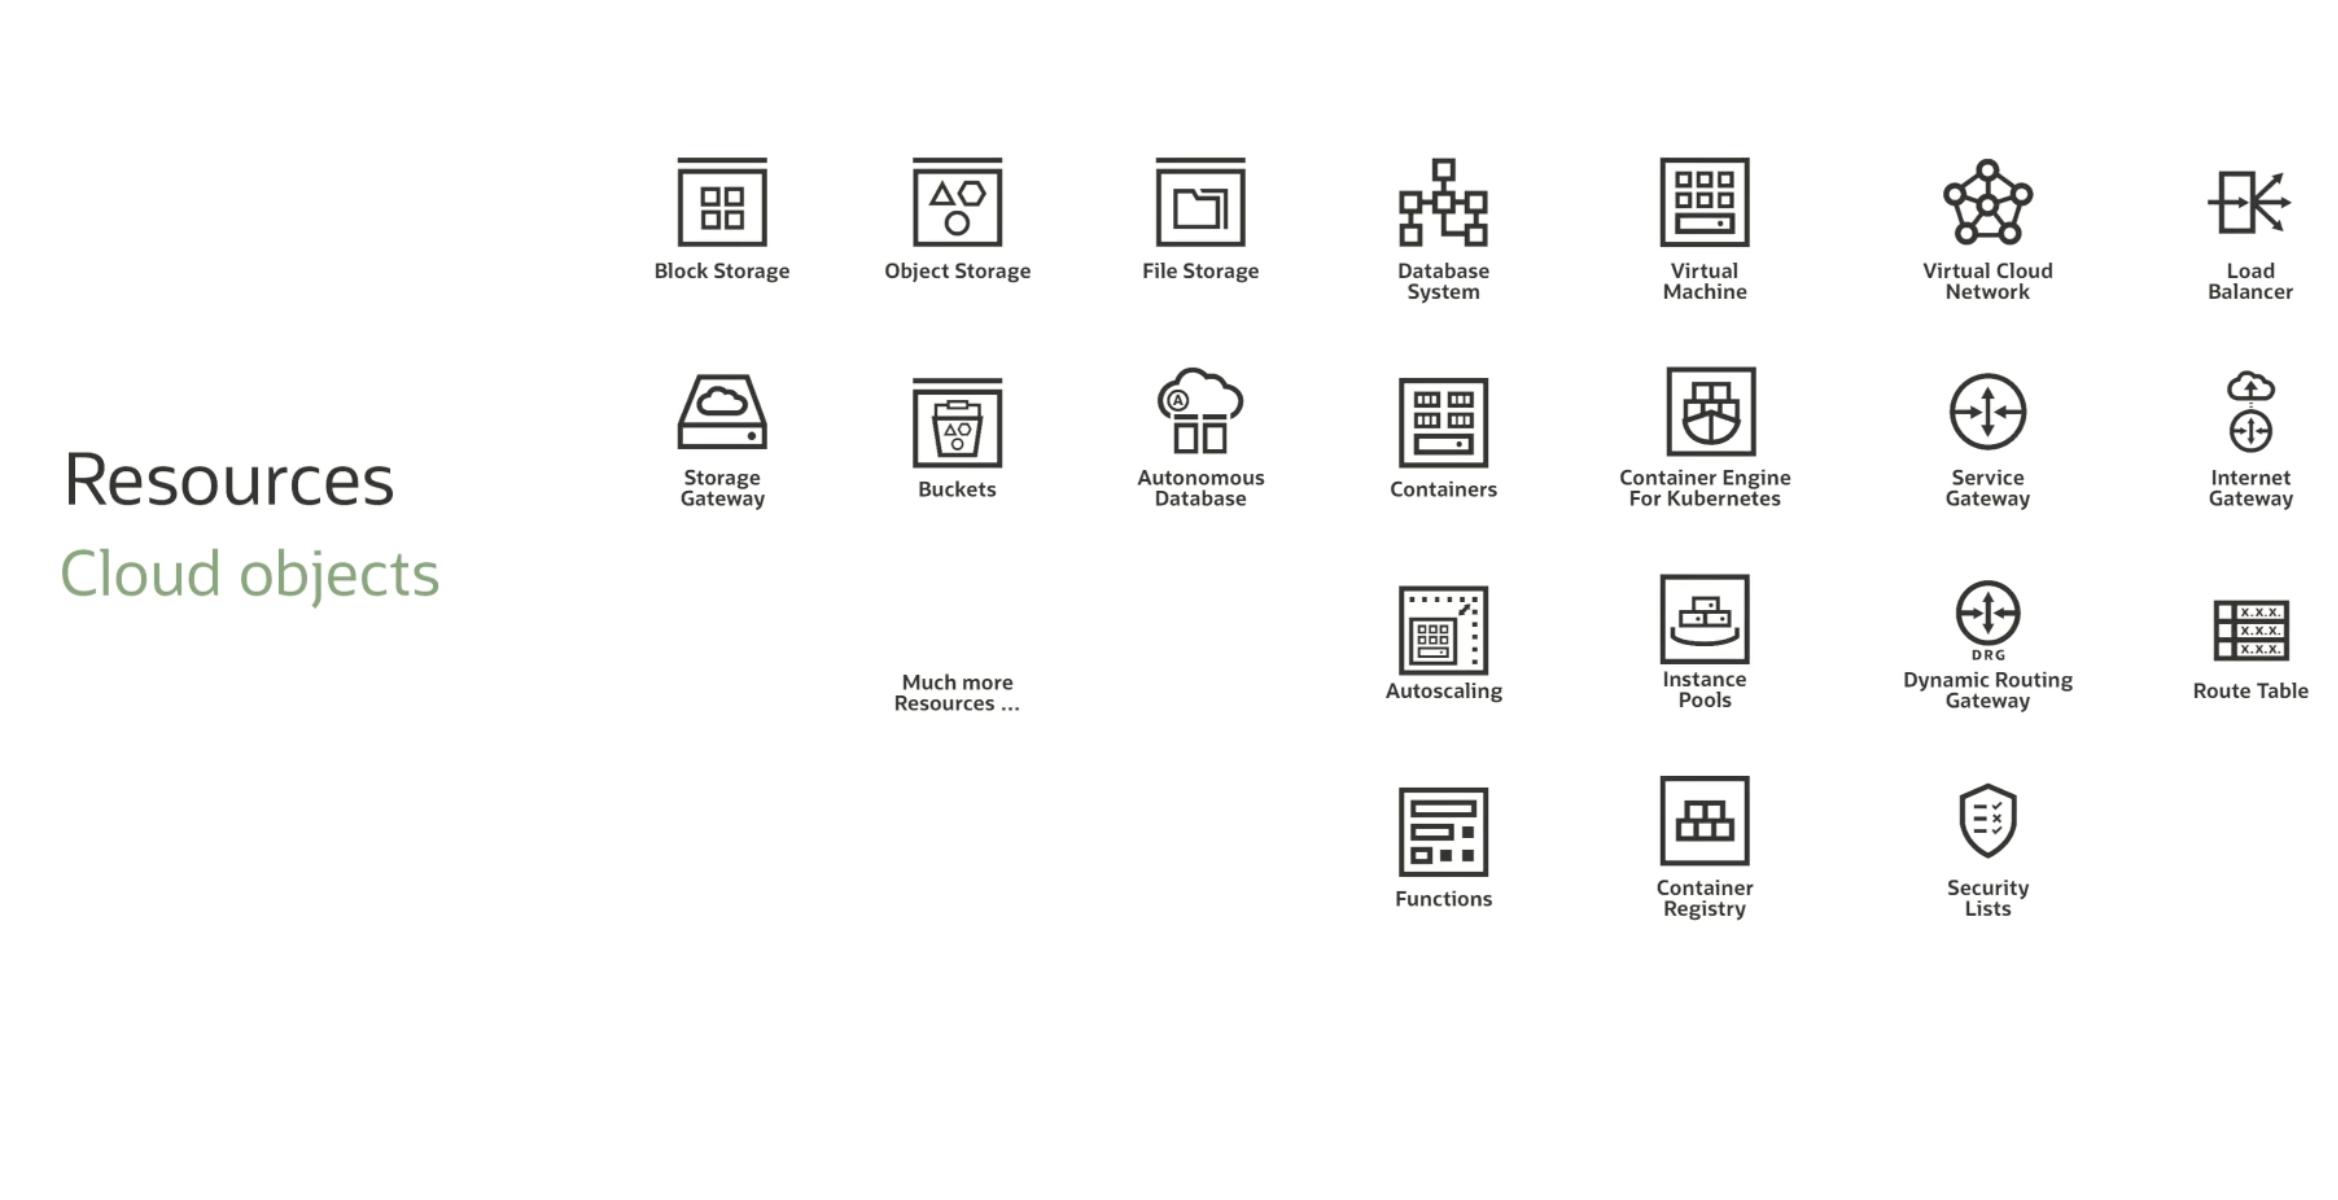 Resources
Cloud objects
Block Storage
Object Storage
File Storage
Database
System
Virtual
Machine
Virtual Cloud
Network
Load
Balancer
Storage
Gateway
Buckets
A
Autonomous
Database
Containers
Container Engine
For Kubernetes
Service
Gateway
Internet
Gateway
Much more
Resources ...
Autoscaling
Instance
Pools
DRG
Dynamic Routing
Gateway
X.X.X.
X.X.X.
X.X.X.
Route Table
Functions
Container
Registry
Security
Lists